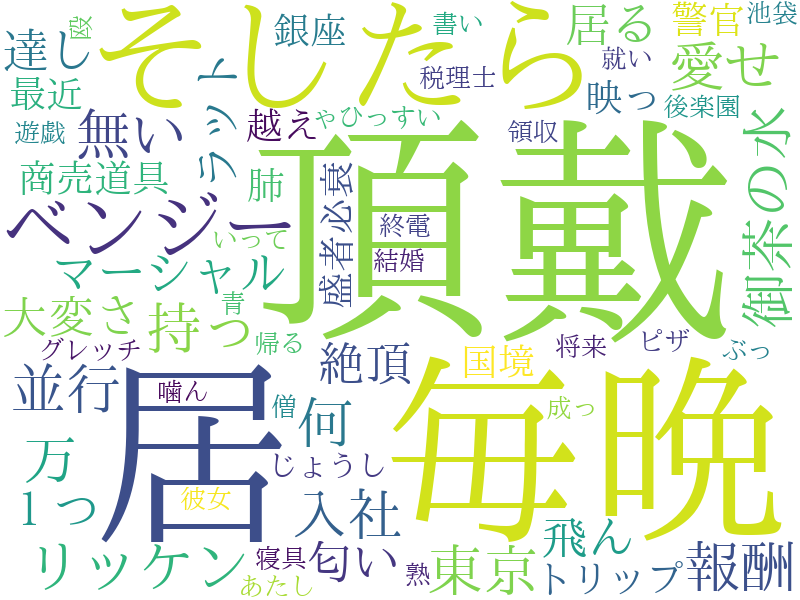 殴
そしたら
銀座
書い
居る
警官
池袋
達し
最近
遊戯
無い
ラット
越え
ゃひっすい
税理士
就い
愛せ
映っ
後楽園
領収
商売道具
肺
盛者必衰
頂戴
御茶の水
ベンジー
いって
終電
結婚
マーシャル
大変さ
持つ
青
グレッチ
帰る
絶頂
国境
将来
ピザ
ぶっ
並行
居
噛ん
僧
何
毎晩
成っ
万
じょうし
1つ
彼女
入社
飛ん
リッケン
寝具
匂い
熟
東京
トリップ
報酬
あたし